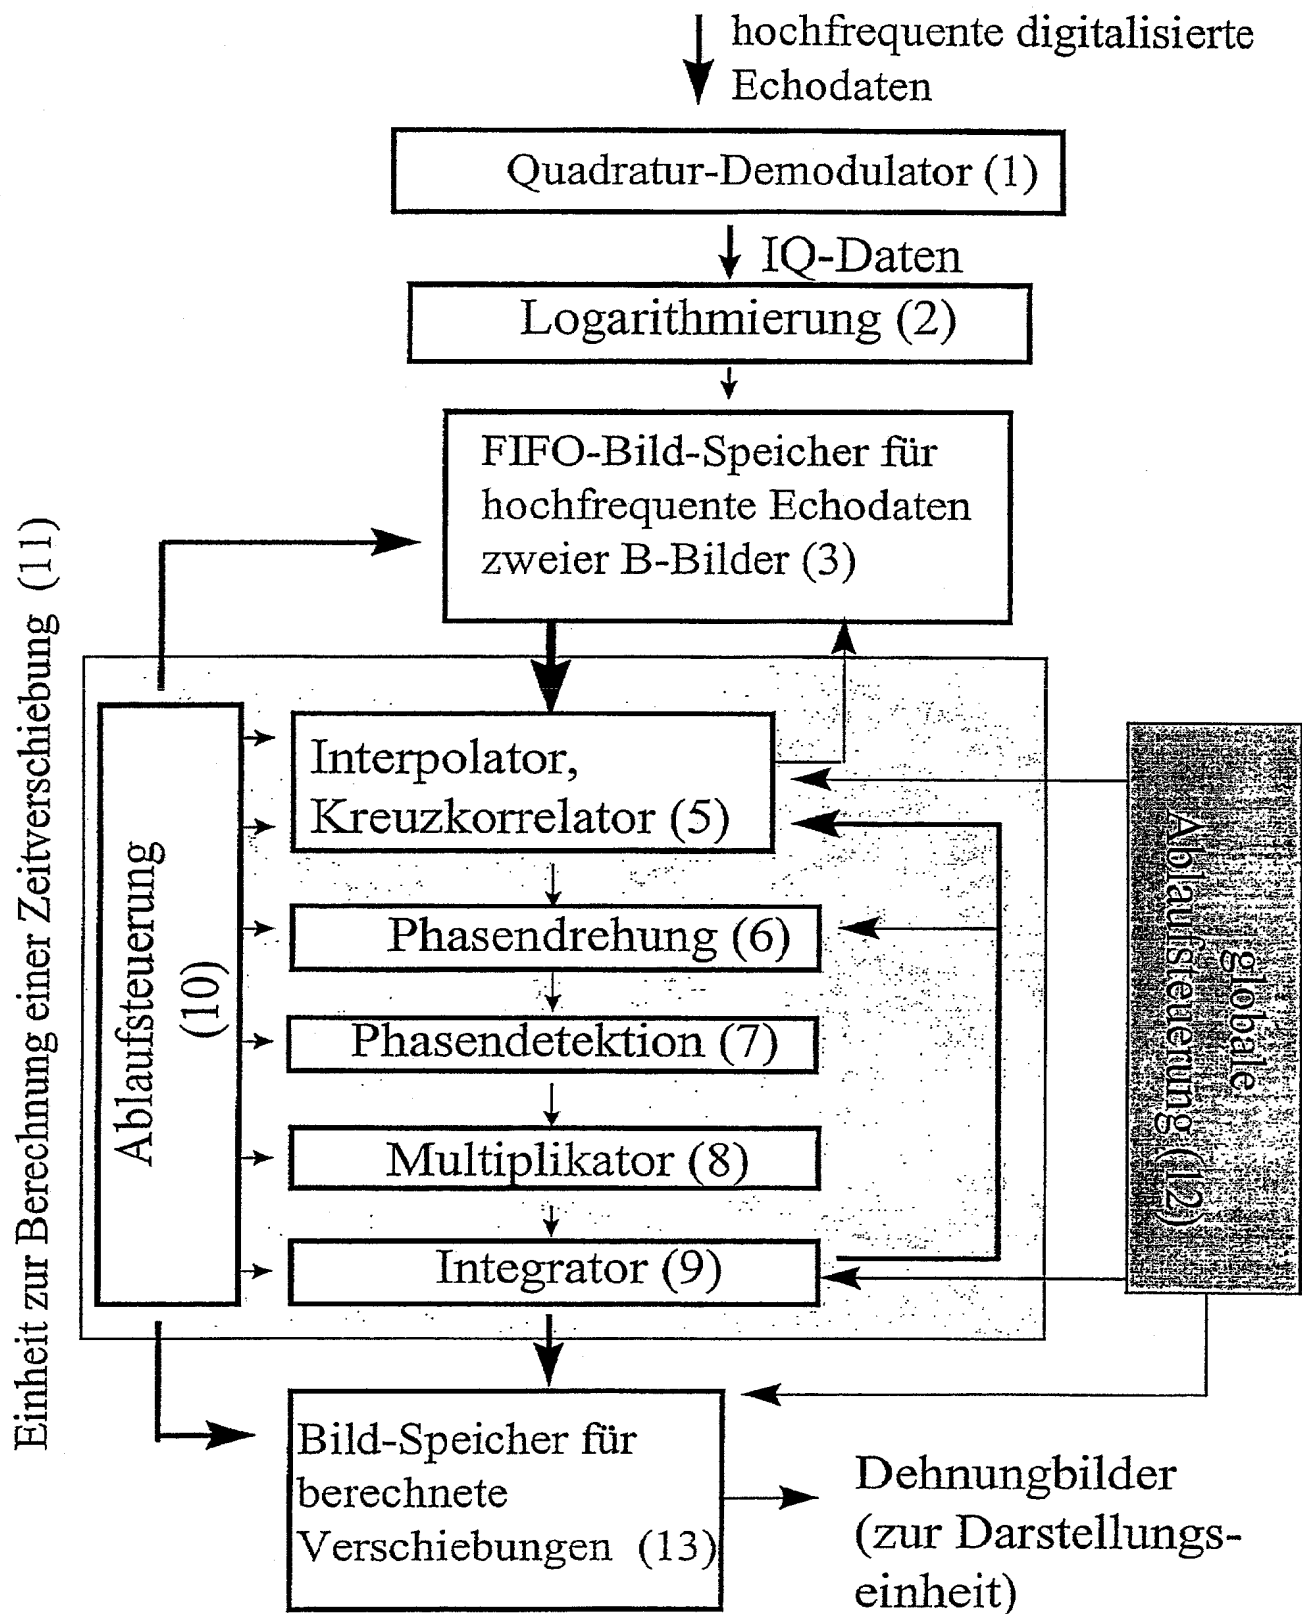 hochfrequente digitalisierte
Echodaten
Quadratur-Demodulator (1)
IQ-Daten
Logarithmierung (2)
FIFO-Bild-Speicher für
hochfrequente Echodaten
zweier B-Bilder (3)
Einheit zur Berechnung einer Zeitverschiebung (11)
Ablaufsteuerung
(10)
Interpolator,
Kreuzkorrelator (5)
Phasendrehung (6)
Phasendetektion (7)
Multiplikator (8)
Integrator (9)
globale
Ablaufsteuerung (12)
Bild-Speicher für
berechnete
Verschiebungen (13)
Dehnungbilder
(zur Darstellungs-
einheit)